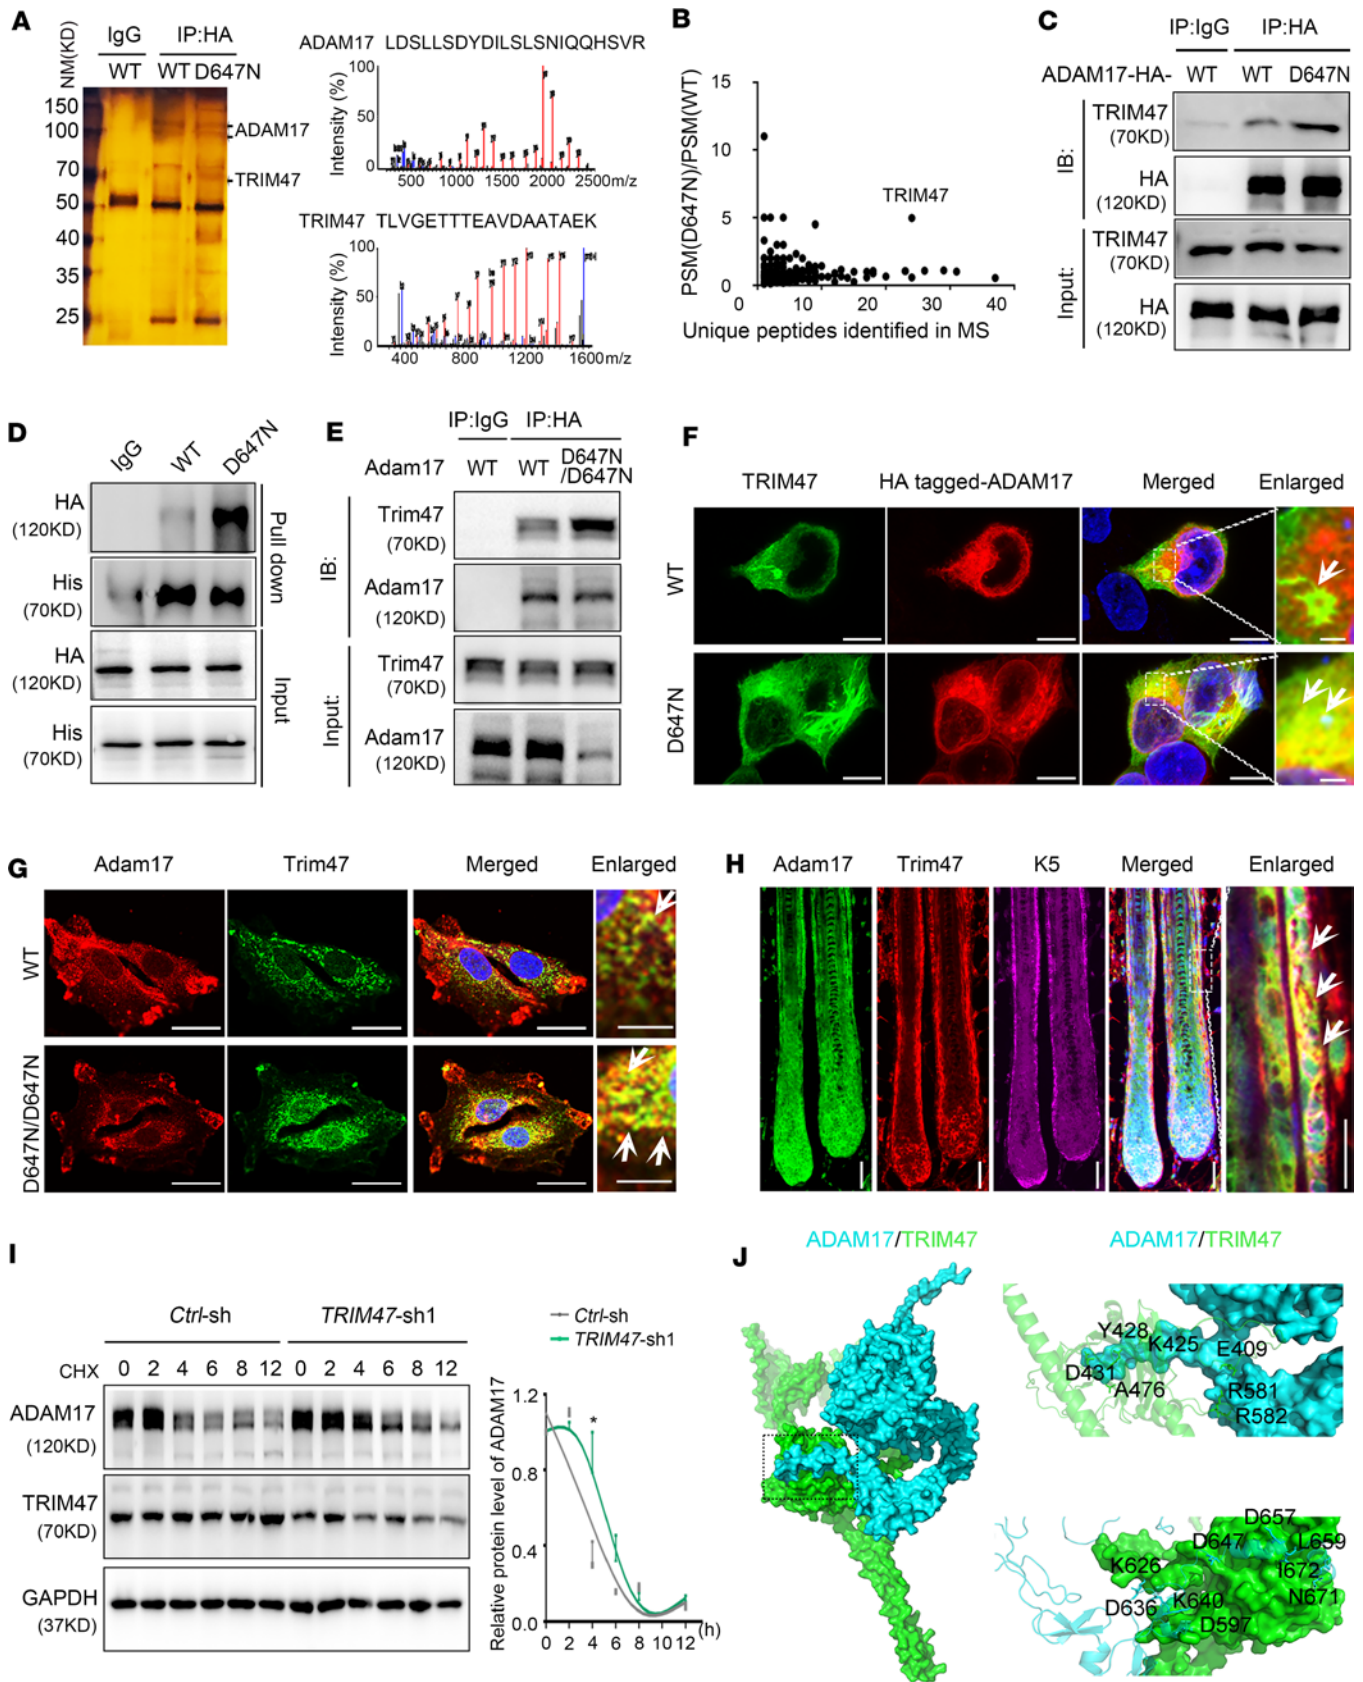 A
NM(KD)
IgG
IP:HA
WT
WT D647N
150
100
70
50
40
35
25
ADAM17
TRIM47
ADAM17 LDSLLSDYDILSLSNIQQHSVR
Intensity (%)
100
50
0
500 1000 1500 2000 2500 m/z
TRIM47 TLVGETTTEAVDAATAEK
Intensity (%)
100
50
0
400 800 1200 1600 m/z
B
PSM(D647N)/PSM(WT)
15
10
5
0
TRIM47
10 20 30 40
Unique peptides identified in MS
C
IP:IgG IP:HA
ADAM17-HA- WT WT D647N
IB:
TRIM47
(70KD)
HA
(120KD)
Input:
TRIM47
(70KD)
HA
(120KD)
D
IgG WT D647N
HA
(120KD)
His
(70KD)
Pull down
HA
(120KD)
His
(70KD)
Input
E
IP:IgG IP:HA
Adam17 WT WT D647N
/D647N
IB:
Trim47
(70KD)
Adam17
(120KD)
Input:
Trim47
(70KD)
Adam17
(120KD)
F
TRIM47 HA tagged-ADAM17 Merged Enlarged
WT
D647N
G
Adam17 Trim47 Merged Enlarged
WT
D647N/D647N
H
Adam17 Trim47 K5 Merged Enlarged
I
Ctrl-sh TRIM47-sh1
CHX 0 2 4 6 8 12 0 2 4 6 8 12
ADAM17
(120KD)
TRIM47
(70KD)
GAPDH
(37KD)
Ctrl-sh
TRIM47-sh1
Relative protein level of ADAM17
1.2
0.8
0.4
0.0
*
0 2 4 6 8 10 12 (h)
J
ADAM17/TRIM47
ADAM17/TRIM47
Y428
K425
E409
D431
A476
R581
R582
D657
D647
L659
K626
I672
N671
K640
D636
D597